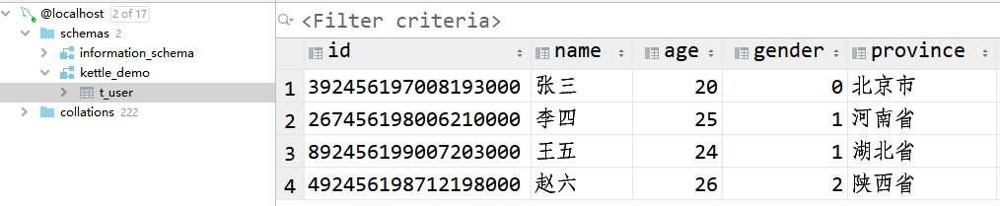 @localhost 2 of 17
schemas 2
information_schema
kettle_demo
t_user
collations 222
<Filter criteria>
id name age gender province
1 392456197008193000 张三 20 0 北京市
2 267456198006210000 李四 25 1 河南省
3 892456199007203000 王五 24 1 湖北省
4 492456198712198000 赵六 26 2 陕西省